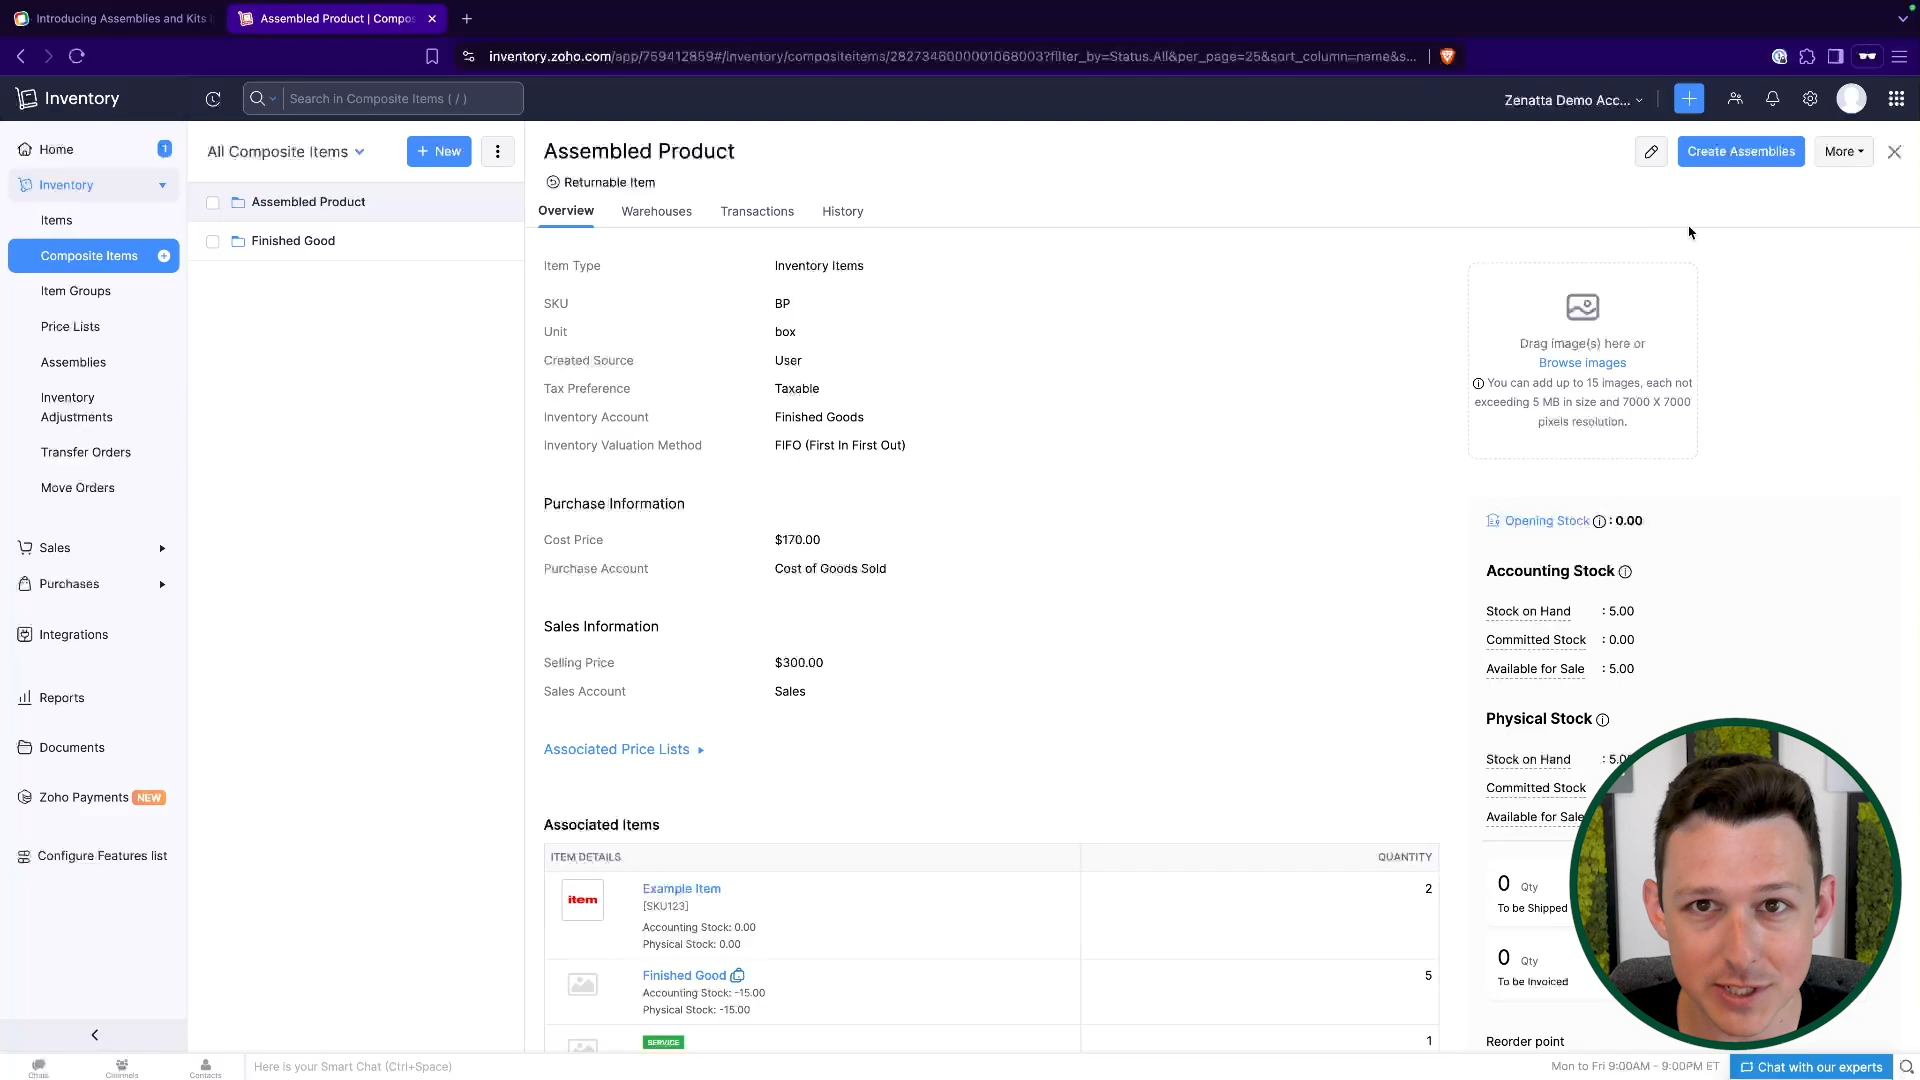 Introducing Assemblies and Kits i
Assembled Product | Compos
inventory.zoho.com/app/759412859#/inventory/compositeitems/2827346000001068003?filter_by=Status.All&per_page=25&sort_column=name&s...
Inventory
Search in Composite Items ( / )
Zenatta Demo Acc...
Home
1
Inventory
Items
Composite Items
Item Groups
Price Lists
Assemblies
Inventory
Adjustments
Transfer Orders
Move Orders
Sales
Purchases
Integrations
Reports
Documents
Zoho Payments NEW
Configure Features list
All Composite Items
+ New
Assembled Product
Finished Good
Assembled Product
Create Assemblies
More
Returnable Item
Overview
Warehouses
Transactions
History
Item Type
Inventory Items
SKU
BP
Unit
box
Created Source
User
Tax Preference
Taxable
Inventory Account
Finished Goods
Inventory Valuation Method
FIFO (First In First Out)
Purchase Information
Cost Price
$170.00
Purchase Account
Cost of Goods Sold
Sales Information
Selling Price
$300.00
Sales Account
Sales
Associated Price Lists
Associated Items
ITEM DETAILS
QUANTITY
item
Example Item
2
[SKU123]
Accounting Stock: 0.00
Physical Stock: 0.00
Finished Good
5
Accounting Stock: -15.00
Physical Stock: -15.00
SERVICE
1
Drag image(s) here or
Browse images
You can add up to 15 images, each not
exceeding 5 MB in size and 7000 X 7000
pixels resolution.
Opening Stock : 0.00
Accounting Stock
Stock on Hand : 5.00
Committed Stock : 0.00
Available for Sale : 5.00
Physical Stock
Stock on Hand : 5.00
Committed Stock
Available for Sale
0 Qty
To be Shipped
0 Qty
To be Invoiced
Reorder point
Chats
Channels
Contacts
Here is your Smart Chat (Ctrl+Space)
Mon to Fri 9:00AM - 9:00PM ET
Chat with our experts